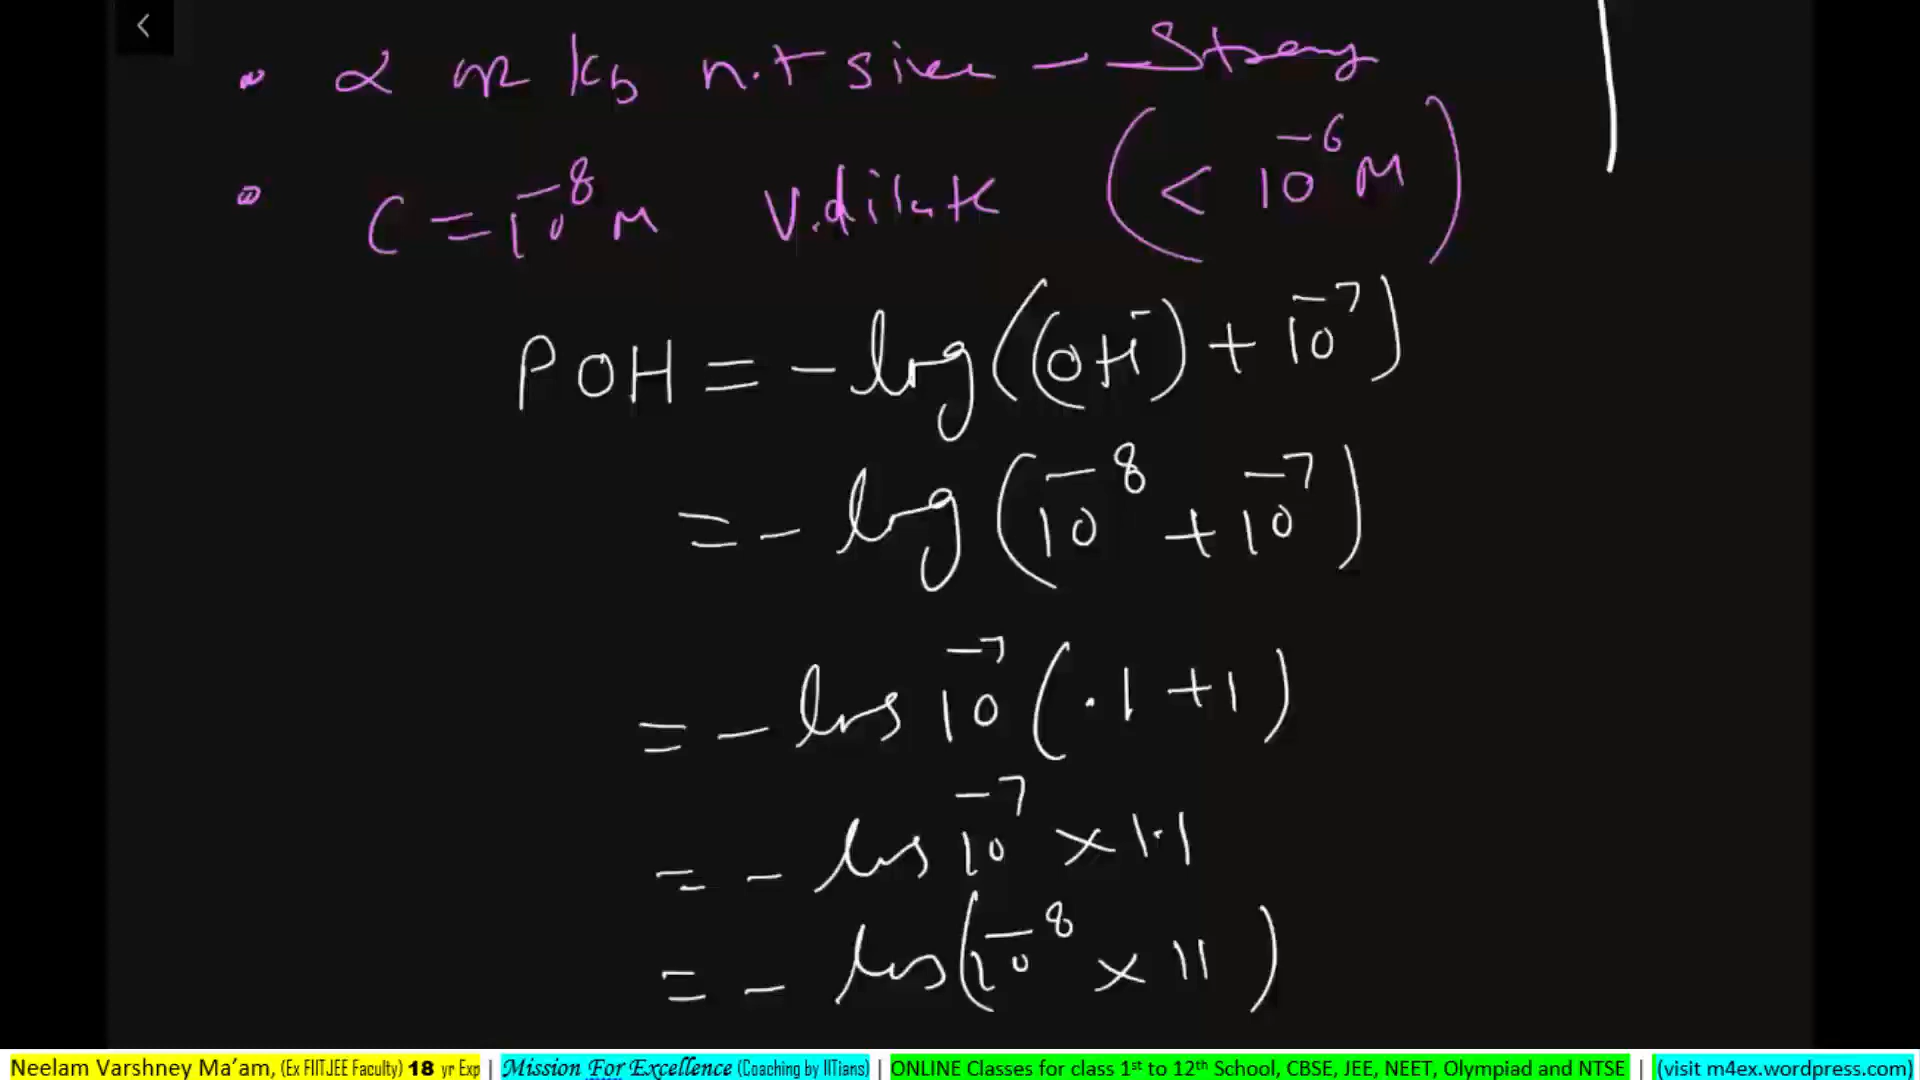 • α or kb not given — Strong
• C = 10⁻⁸ M V.dilute (< 10⁻⁶ M)
POH = - log ((OH⁻) + 10⁻⁷)
= - log (10⁻⁸ + 10⁻⁷)
= - log 10⁻⁷ (.1 + 1)
= - log 10⁻⁷ × 1.1
= - log (10⁻⁸ × 11)
Neelam Varshney Ma’am, (Ex FIITJEE Faculty) 18 yr Exp | Mission For Excellence (Coaching by IITians) | ONLINE Classes for class 1st to 12th School, CBSE, JEE, NEET, Olympiad and NTSE | (visit m4ex.wordpress.com)